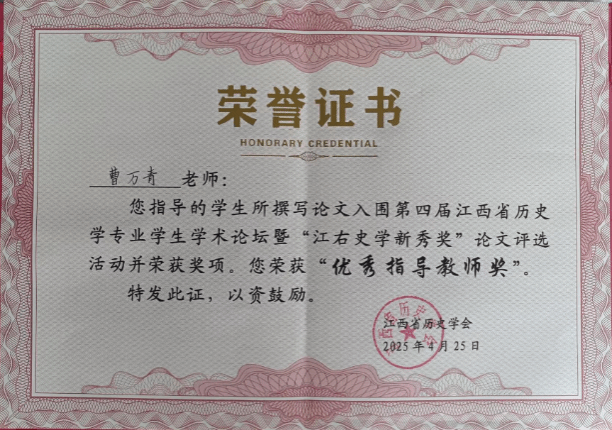 荣誉证书
HONORARY CREDENTIAL
曹万青 老师：
您指导的学生所撰写论文入围第四届江西省历史
学专业学生学术论坛暨“江右史学新秀奖”论文评选
活动并荣获奖项。您荣获“优秀指导教师奖”。
特发此证，以资鼓励。
江西省历史学会
2025年4月25日